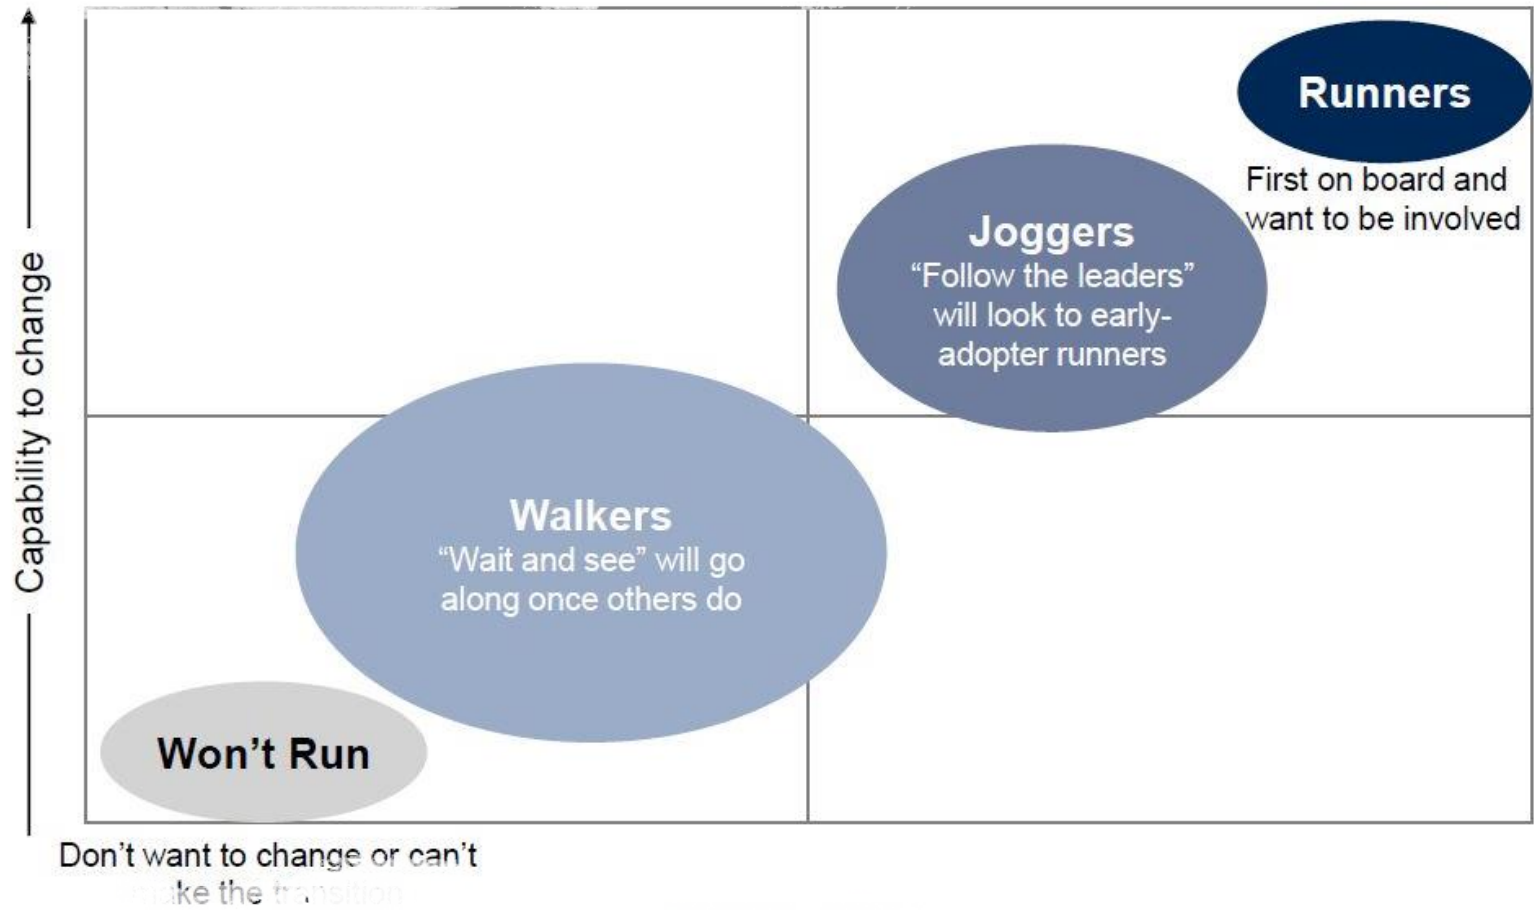 Capability to change
Runners
First on board and
want to be involved
Joggers
“Follow the leaders”
will look to early-
adopter runners
Walkers
“Wait and see” will go
along once others do
Won’t Run
Don’t want to change or can’t
the transition